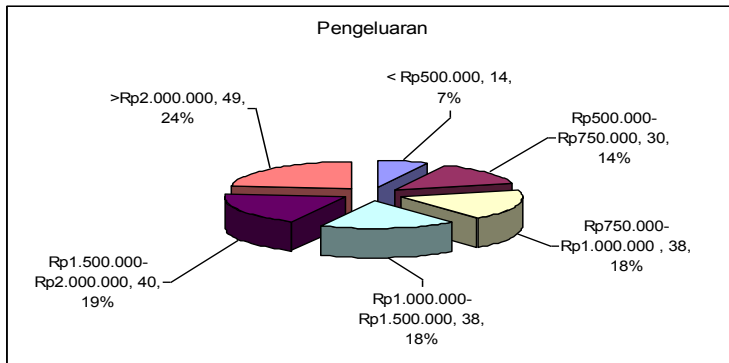 Pengeluaran
< Rp500.000, 14,
7%
Rp500.000-
Rp750.000, 30,
14%
Rp750.000-
Rp1.000.000 , 38,
18%
Rp1.000.000-
Rp1.500.000, 38,
18%
Rp1.500.000-
Rp2.000.000, 40,
19%
>Rp2.000.000, 49,
24%